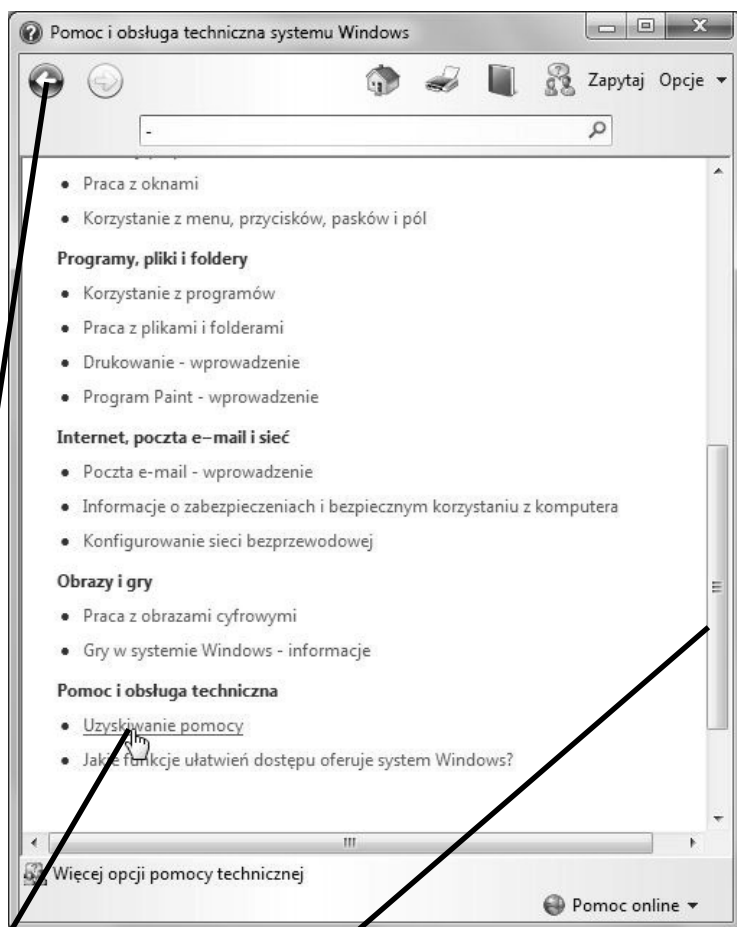 Pomoc i obsługa techniczna systemu Windows
Zapytaj Opcje
-
• Praca z oknami
• Korzystanie z menu, przycisków, pasków i pól
Programy, pliki i foldery
• Korzystanie z programów
• Praca z plikami i folderami
• Drukowanie - wprowadzenie
• Program Paint - wprowadzenie
Internet, poczta e-mail i sieć
• Poczta e-mail - wprowadzenie
• Informacje o zabezpieczeniach i bezpiecznym korzystaniu z komputera
• Konfigurowanie sieci bezprzewodowej
Obrazy i gry
• Praca z obrazami cyfrowymi
• Gry w systemie Windows - informacje
Pomoc i obsługa techniczna
• Uzyskiwanie pomocy
• Jakie funkcje ułatwień dostępu oferuje system Windows?
Więcej opcji pomocy technicznej
Pomoc online